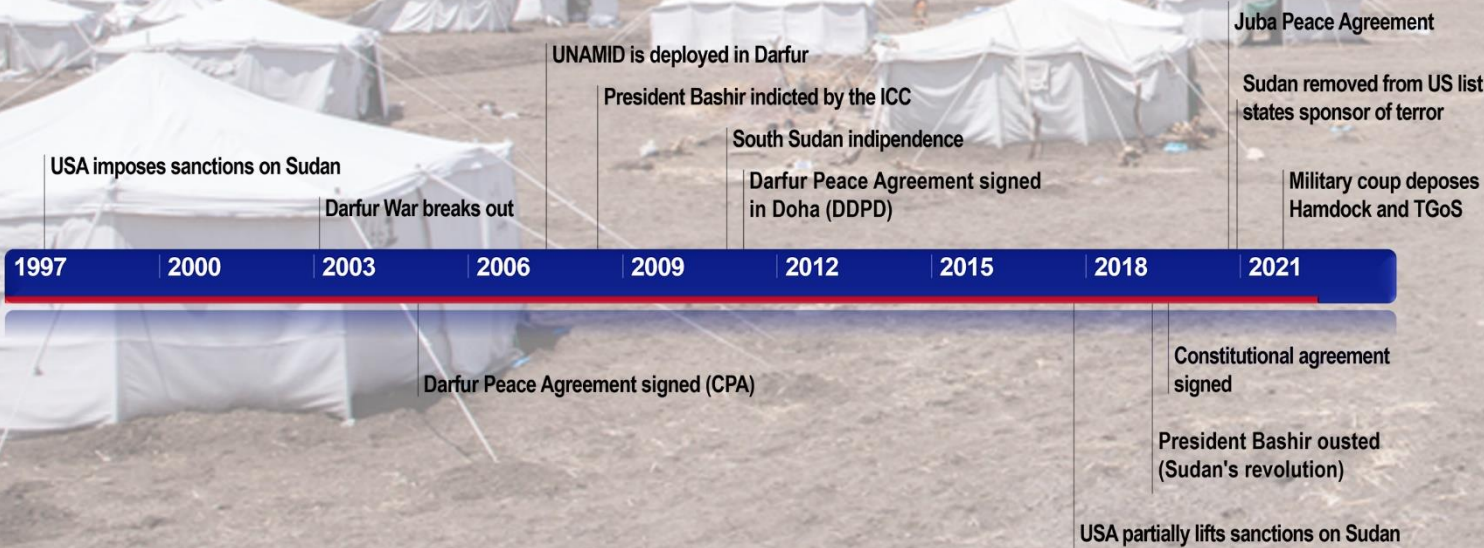 Juba Peace Agreement
UNAMID is deployed in Darfur
President Bashir indicted by the ICC
Sudan removed from US list
states sponsor of terror
South Sudan indipendence
USA imposes sanctions on Sudan
Darfur Peace Agreement signed
in Doha (DDPD)
Military coup deposes
Hamdock and TGoS
Darfur War breaks out
1997 2000 2003 2006 2009 2012 2015 2018 2021
Constitutional agreement
signed
Darfur Peace Agreement signed (CPA)
President Bashir ousted
(Sudan's revolution)
USA partially lifts sanctions on Sudan